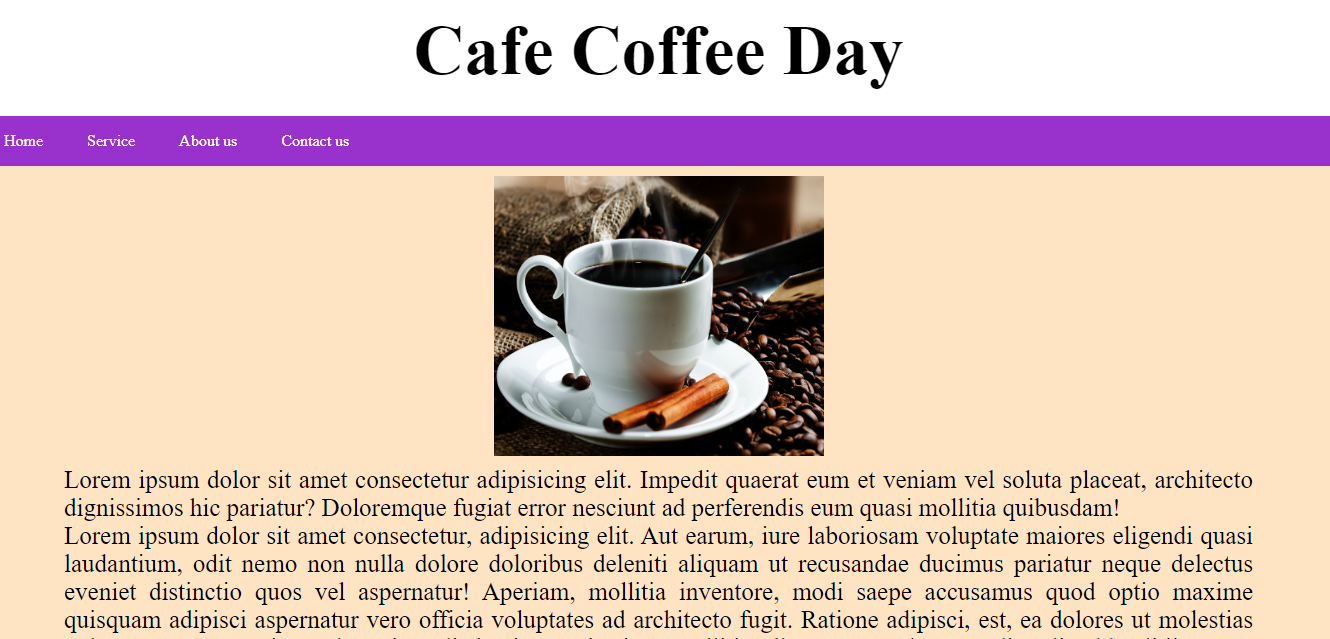 Cafe Coffee Day
Home Service About us Contact us
Lorem ipsum dolor sit amet consectetur adipisicing elit. Impedit quaerat eum et veniam vel soluta placeat, architecto
dignissimos hic pariatur? Doloremque fugiat error nesciunt ad perferendis eum quasi mollitia quibusdam!
Lorem ipsum dolor sit amet consectetur, adipisicing elit. Aut earum, iure laboriosam voluptate maiores eligendi quasi
laudantium, odit nemo non nulla dolore doloribus deleniti aliquam ut recusandae ducimus pariatur neque delectus
eveniet distinctio quos vel aspernatur! Aperiam, mollitia inventore, modi saepe accusamus quod optio maxime
quisquam adipisci aspernatur vero officia voluptates ad architecto fugit. Ratione adipisci, est, ea dolores ut molestias